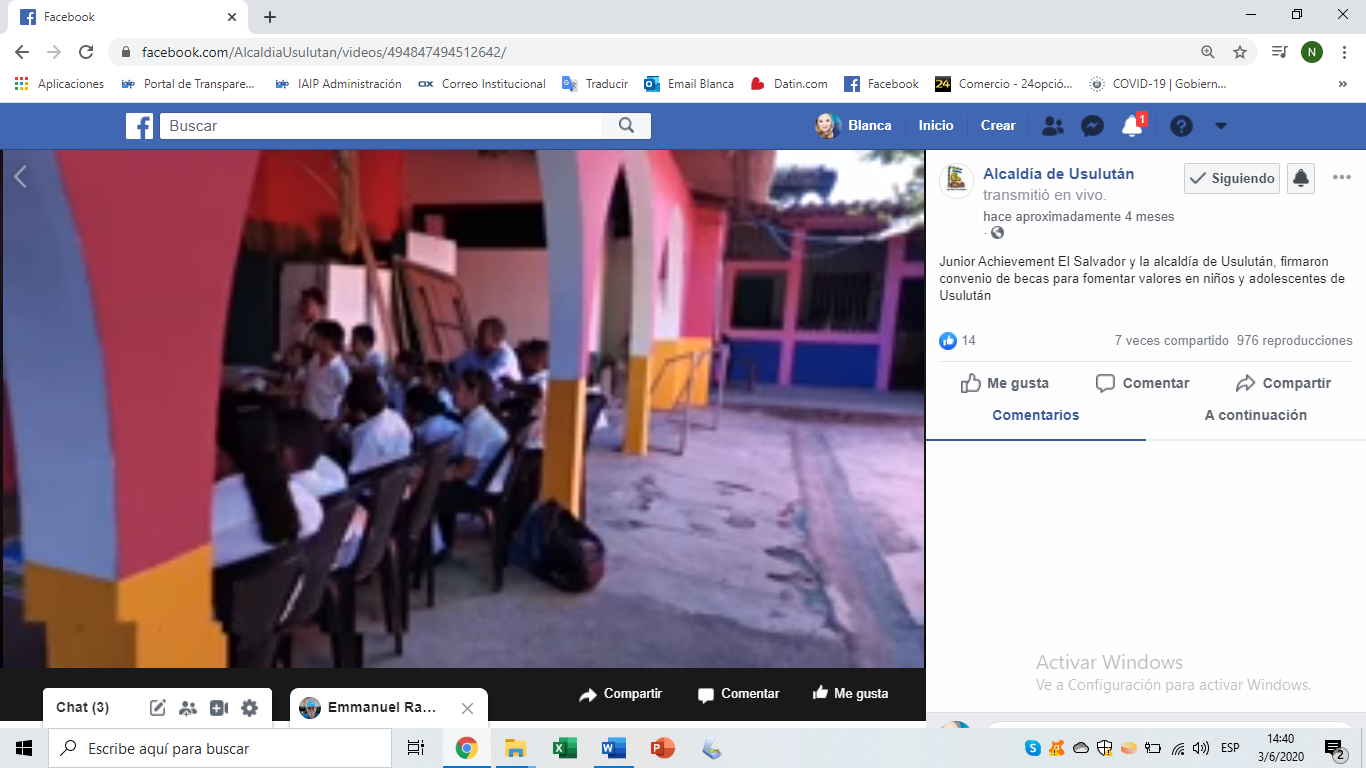 Facebook
facebook.com/AlcaldiaUsulutan/videos/494847494512642/
N
Aplicaciones
Portal de Transpare...
IAIP Administración
Correo Institucional
Traducir
Email Blanca
Datin.com
Facebook
24 Comercio - 24opció...
COVID-19 | Gobiern...
Buscar
Blanca
Inicio
Crear
1
Alcaldía de Usulután
transmitió en vivo.
hace aproximadamente 4 meses
Siguiendo
Junior Achievement El Salvador y la alcaldía de Usulután, firmaron
convenio de becas para fomentar valores en niños y adolescentes de
Usulután
14
7 veces compartido 976 reproducciones
Me gusta
Comentar
Compartir
Comentarios
A continuación
Activar Windows
Ve a Configuración para activar Windows.
Compartir
Comentar
Me gusta
Chat (3)
Emmanuel Ra...
Escribe aquí para buscar
ESP
14:40
3/6/2020
2